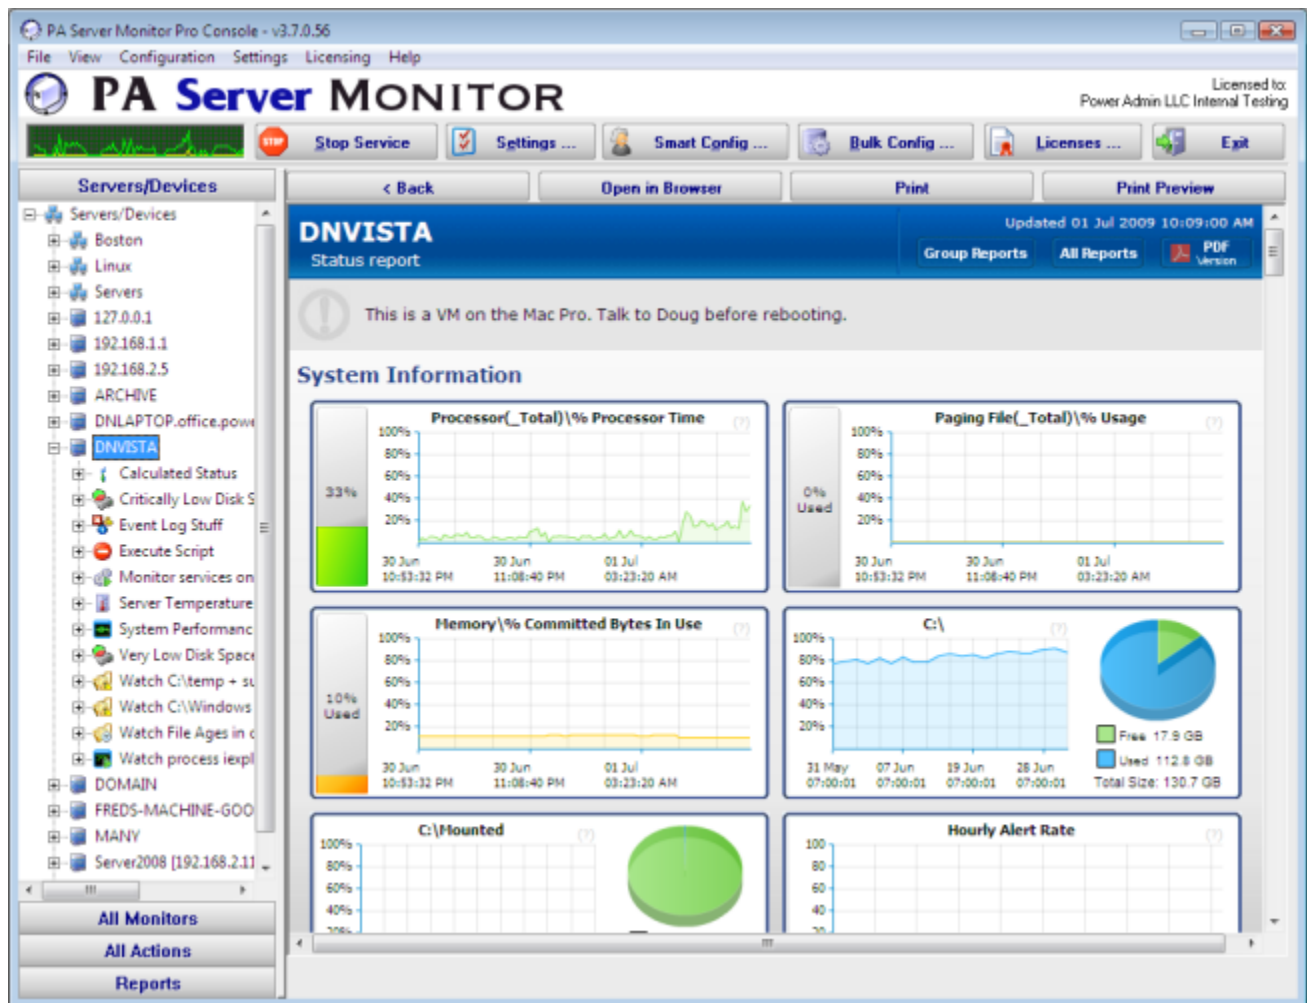 PA Server Monitor Pro Console - v3.7.0.56
File View Configuration Settings Licensing Help
PA Server MONITOR
Licensed to:
Power Admin LLC Internal Testing
STOP Stop Service Settings ... Smart Config ... Bulk Config ... Licenses ... Exit
Servers/Devices
< Back Open in Browser Print Print Preview
Servers/Devices
Boston
Linux
Servers
127.0.0.1
192.168.1.1
192.168.2.5
ARCHIVE
DNLAPTOP.office.powe
DNVISTA
Calculated Status
Critically Low Disk S
Event Log Stuff
Execute Script
Monitor services on
Server Temperature
System Performanc
Very Low Disk Space
Watch C:\temp + su
Watch C:\Windows
Watch File Ages in c
Watch process iexpl
DOMAIN
FREDS-MACHINE-GOO
MANY
Server2008 [192.168.2.11
All Monitors
All Actions
Reports
DNVISTA
Status report
Updated 01 Jul 2009 10:09:00 AM
Group Reports All Reports PDF Version
This is a VM on the Mac Pro. Talk to Doug before rebooting.
System Information
Processor(_Total)\% Processor Time (?)
33%
100%
80%
60%
40%
20%
30 Jun 30 Jun 01 Jul
10:53:32 PM 11:08:40 PM 03:23:20 AM
Paging File(_Total)\% Usage (?)
0%
Used
100%
80%
60%
40%
20%
30 Jun 30 Jun 01 Jul
10:53:32 PM 11:08:40 PM 03:23:20 AM
Memory\% Committed Bytes In Use (?)
10%
Used
100%
80%
60%
40%
20%
30 Jun 30 Jun 01 Jul
10:53:32 PM 11:08:40 PM 03:23:20 AM
C:\ (?)
100%
80%
60%
40%
20%
31 May 07 Jun 19 Jun 28 Jun
07:00:01 07:00:01 07:00:01 07:00:01
Free 17.9 GB
Used 112.8 GB
Total Size: 130.7 GB
C:\Mounted (?)
100%
80%
60%
40%
20%
Hourly Alert Rate (?)
100
80
60
40
20